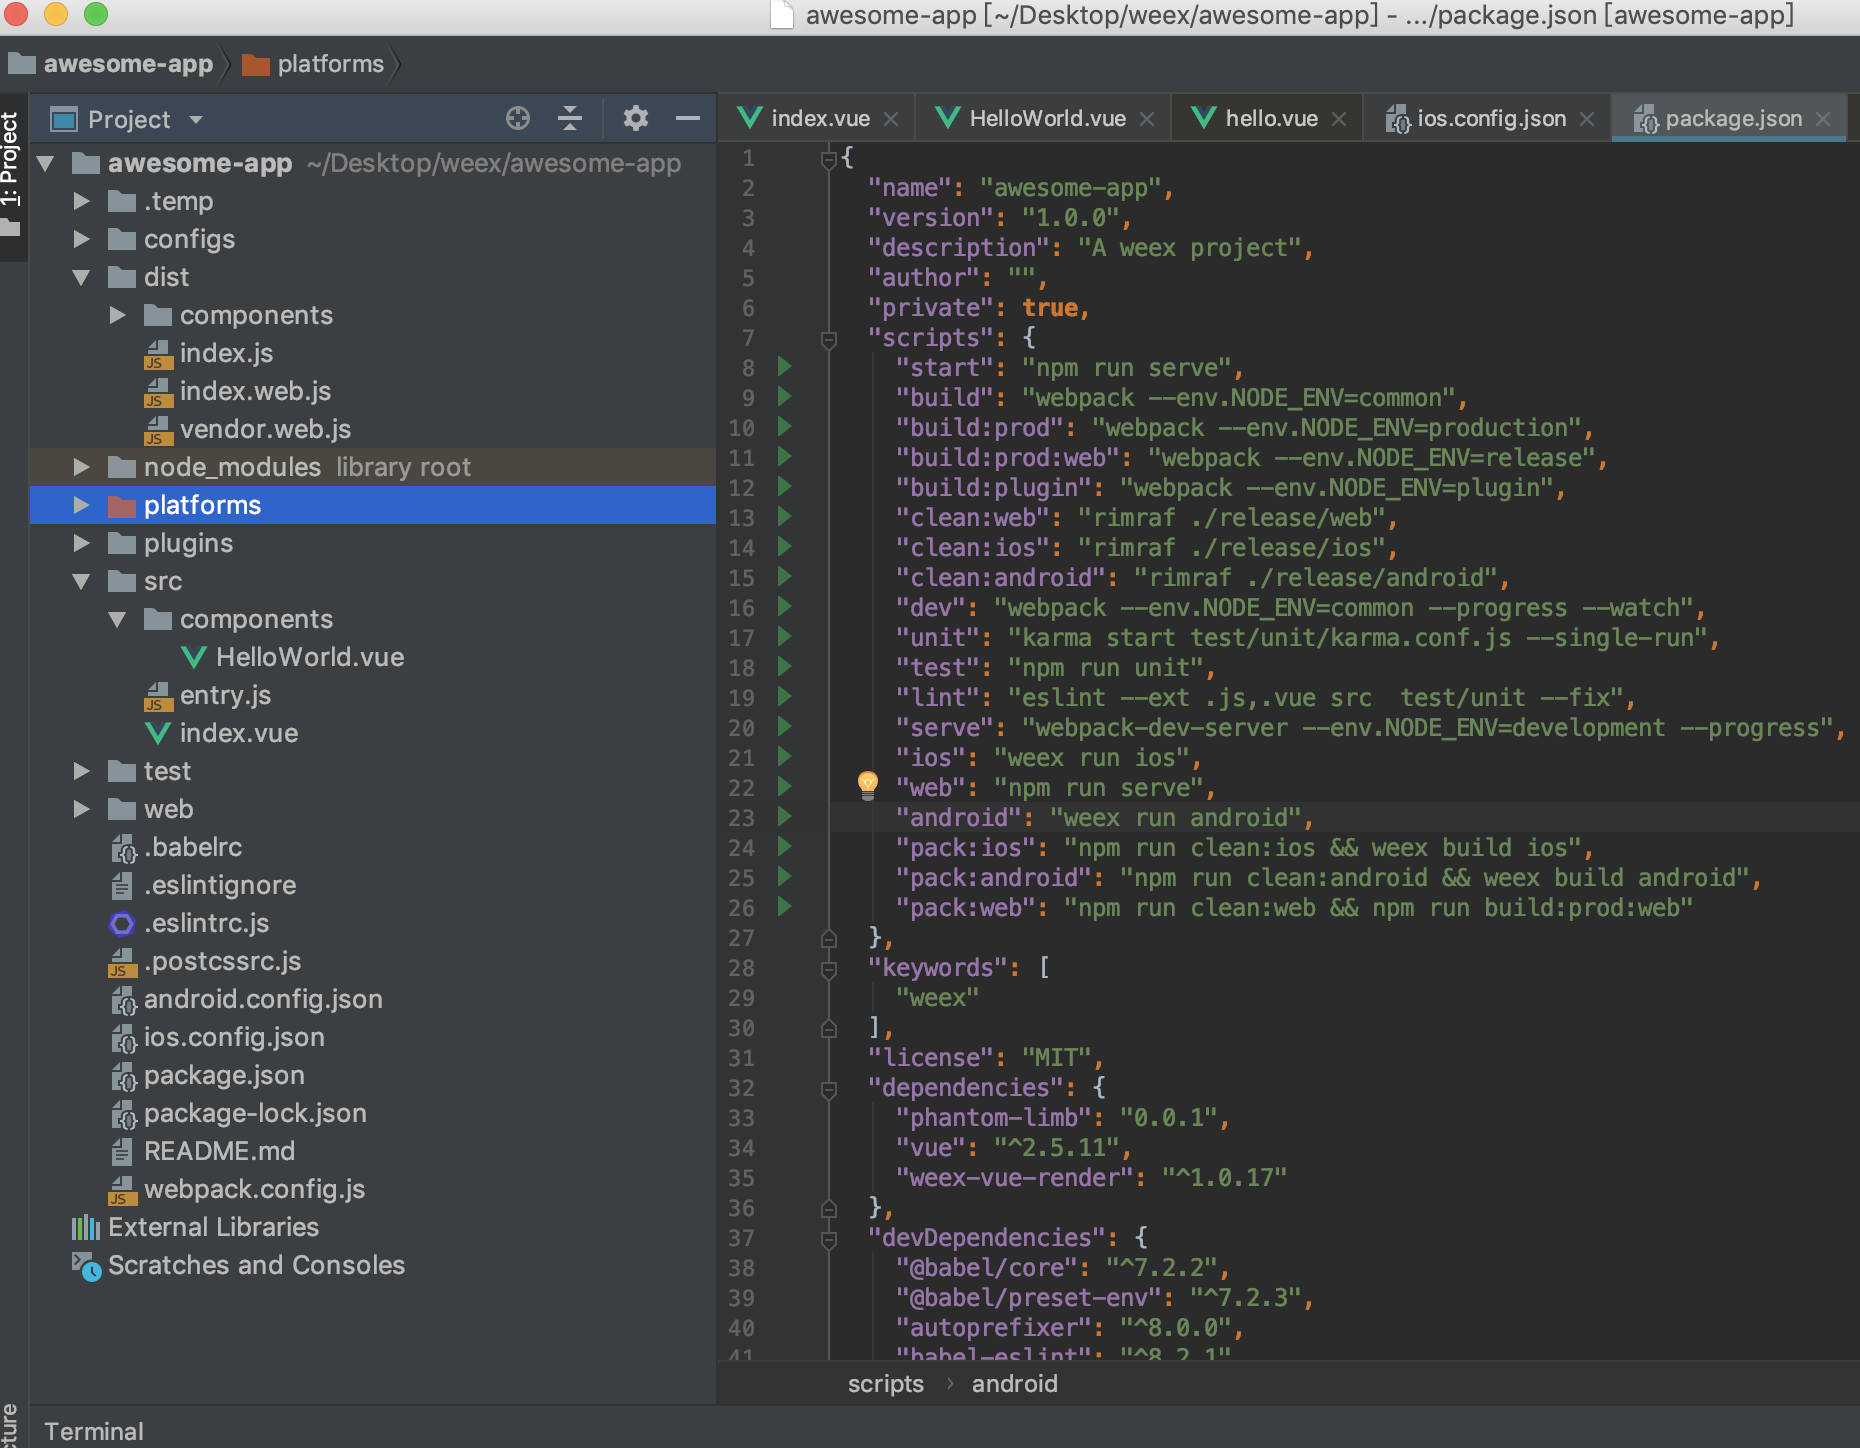 awesome-app [~/Desktop/weex/awesome-app] - .../package.json [awesome-app]
awesome-app platforms
1: Project
Project
awesome-app ~/Desktop/weex/awesome-app
.temp
configs
dist
components
index.js
index.web.js
vendor.web.js
node_modules library root
platforms
plugins
src
components
HelloWorld.vue
entry.js
index.vue
test
web
.babelrc
.eslintignore
.eslintrc.js
.postcssrc.js
android.config.json
ios.config.json
package.json
package-lock.json
README.md
webpack.config.js
External Libraries
Scratches and Consoles
index.vue HelloWorld.vue hello.vue ios.config.json package.json
1 {
2 "name": "awesome-app",
3 "version": "1.0.0",
4 "description": "A weex project",
5 "author": "",
6 "private": true,
7 "scripts": {
8 "start": "npm run serve",
9 "build": "webpack --env.NODE_ENV=common",
10 "build:prod": "webpack --env.NODE_ENV=production",
11 "build:prod:web": "webpack --env.NODE_ENV=release",
12 "build:plugin": "webpack --env.NODE_ENV=plugin",
13 "clean:web": "rimraf ./release/web",
14 "clean:ios": "rimraf ./release/ios",
15 "clean:android": "rimraf ./release/android",
16 "dev": "webpack --env.NODE_ENV=common --progress --watch",
17 "unit": "karma start test/unit/karma.conf.js --single-run",
18 "test": "npm run unit",
19 "lint": "eslint --ext .js,.vue src  test/unit --fix",
20 "serve": "webpack-dev-server --env.NODE_ENV=development --progress",
21 "ios": "weex run ios",
22 "web": "npm run serve",
23 "android": "weex run android",
24 "pack:ios": "npm run clean:ios && weex build ios",
25 "pack:android": "npm run clean:android && weex build android",
26 "pack:web": "npm run clean:web && npm run build:prod:web"
27 },
28 "keywords": [
29 "weex"
30 ],
31 "license": "MIT",
32 "dependencies": {
33 "phantom-limb": "0.0.1",
34 "vue": "^2.5.11",
35 "weex-vue-render": "^1.0.17"
36 },
37 "devDependencies": {
38 "@babel/core": "^7.2.2",
39 "@babel/preset-env": "^7.2.3",
40 "autoprefixer": "^8.0.0",
41 "babel-eslint": "^8.2.1"
scripts android
Terminal